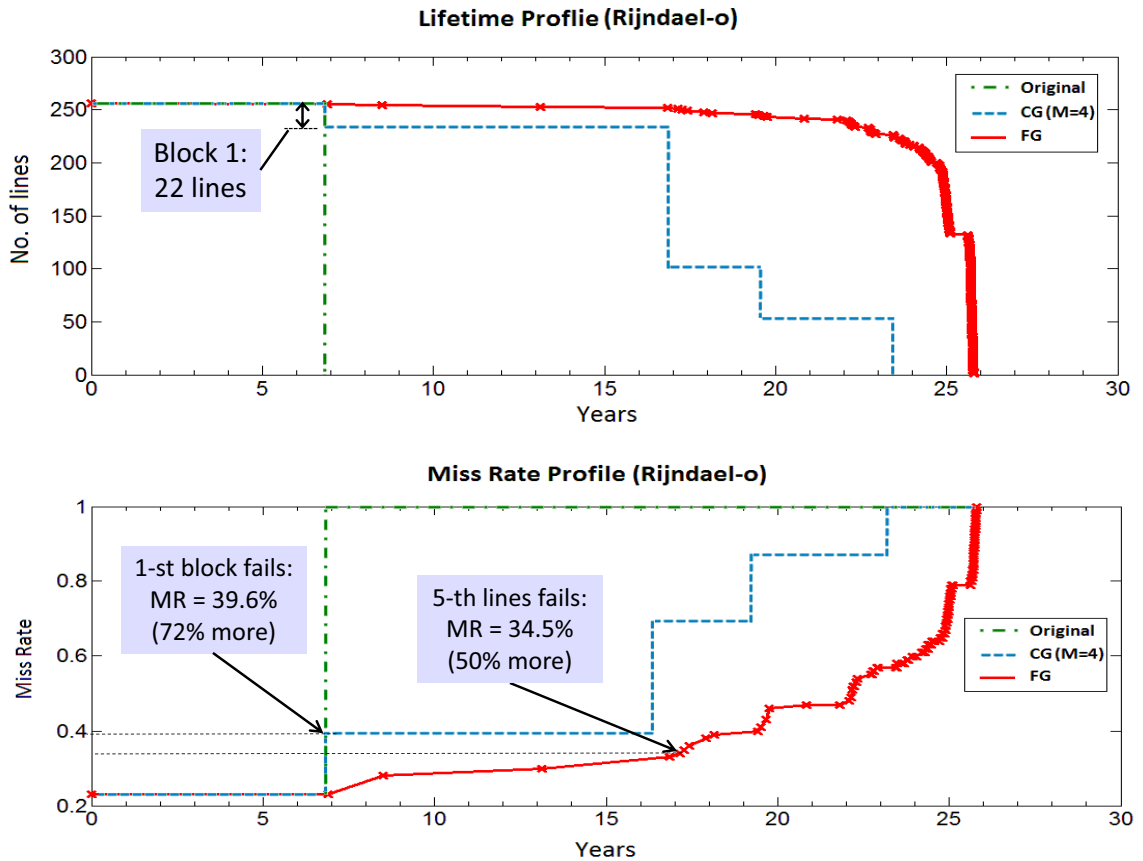 Lifetime Proflie (Rijndael-o)
300
250
200
150
100
50
0
No. of lines
Block 1:
22 lines
Original
CG (M=4)
FG
0
5
10
15
20
25
30
Years
Miss Rate Profile (Rijndael-o)
1
0.8
0.6
0.4
0.2
Miss Rate
1-st block fails:
MR = 39.6%
(72% more)
5-th lines fails:
MR = 34.5%
(50% more)
Original
CG (M=4)
FG
0
5
10
15
20
25
30
Years